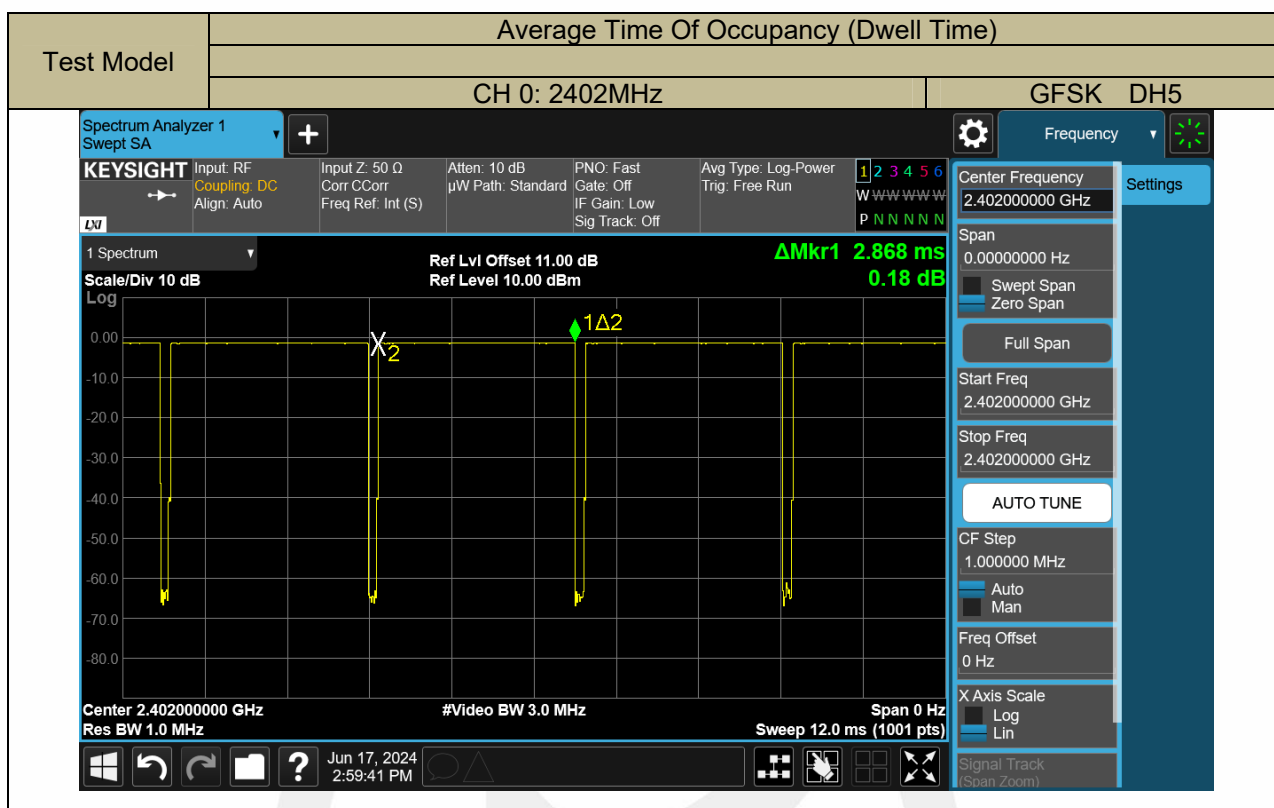 Average Time Of Occupancy (Dwell Time)
Test Model
CH 0: 2402MHz
GFSK DH5
Spectrum Analyzer 1
Swept SA
Frequency
KEYSIGHT
LXI
Input: RF
Coupling: DC
Align: Auto
Input Z: 50 Ω
Corr CCorr
Freq Ref: Int (S)
Atten: 10 dB
µW Path: Standard
PNO: Fast
Gate: Off
IF Gain: Low
Sig Track: Off
Avg Type: Log-Power
Trig: Free Run
1 2 3 4 5 6
W W W W W W
P N N N N N
Center Frequency
2.402000000 GHz
Settings
Span
0.00000000 Hz
Swept Span
Zero Span
Full Span
Start Freq
2.402000000 GHz
Stop Freq
2.402000000 GHz
AUTO TUNE
CF Step
1.000000 MHz
Auto
Man
Freq Offset
0 Hz
X Axis Scale
Log
Lin
Signal Track
(Span Zoom)
1 Spectrum
Scale/Div 10 dB
Log
Ref Lvl Offset 11.00 dB
Ref Level 10.00 dBm
ΔMkr1 2.868 ms
0.18 dB
1Δ2
2
0.00
-10.0
-20.0
-30.0
-40.0
-50.0
-60.0
-70.0
-80.0
Center 2.402000000 GHz
#Video BW 3.0 MHz
Span 0 Hz
Res BW 1.0 MHz
Sweep 12.0 ms (1001 pts)
?
Jun 17, 2024
2:59:41 PM